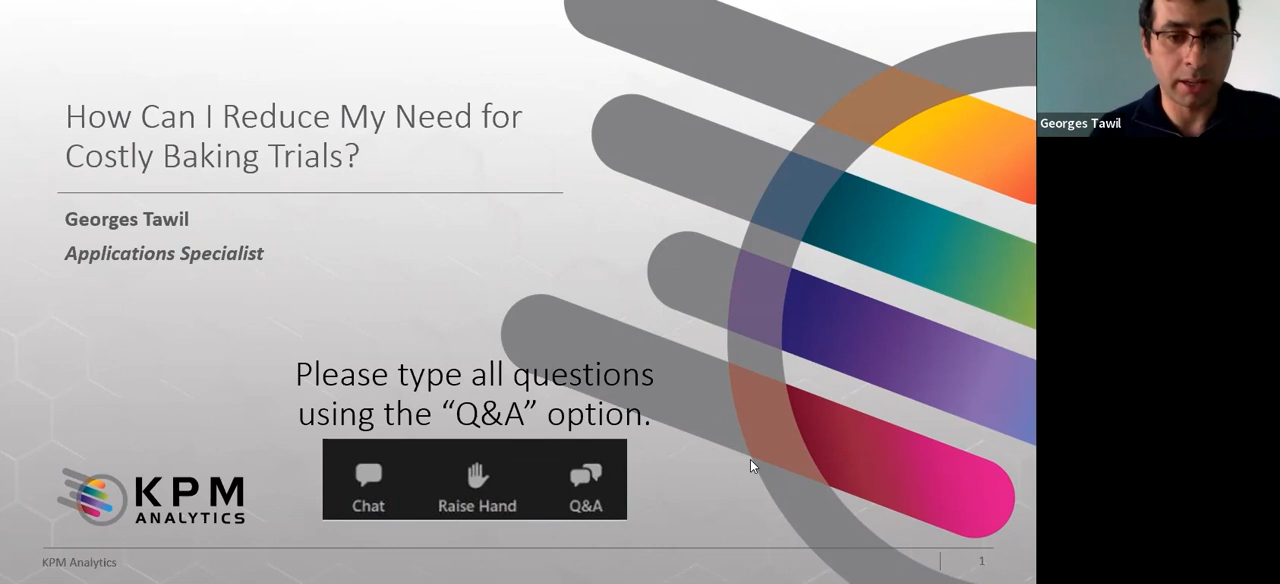 How Can I Reduce My Need for
Costly Baking Trials?
Georges Tawil
Applications Specialist
Please type all questions
using the “Q&A” option.
Chat Raise Hand Q&A
KPM
ANALYTICS
KPM Analytics
1
Georges Tawil